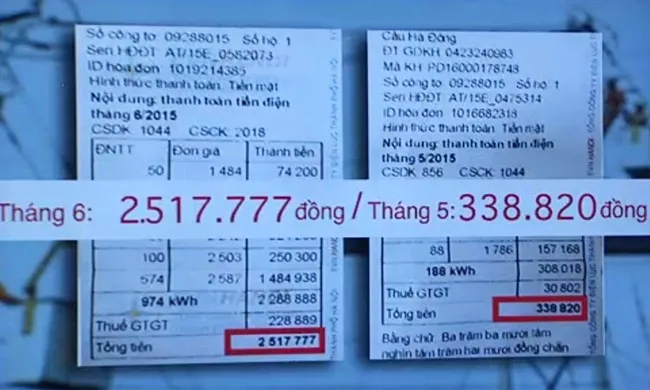 Số công tơ 09288015 Số hộ 1
Seri HĐĐT AT/15E_0582073
ID hóa đơn 1019214385
Hình thức thanh toán Tiền mặt
Nội dung: thanh toán tiền điện
tháng 6/2015
CSDK 1044 CSCK 2018
ĐNTT Đơn giá Thành tiền
50 1 484 74 200
Cầu Hà Đông
ĐT GDKH 0423240983
Mã KH PD16000178748
Số công tơ 09288015 Số hộ 1
Seri HĐĐT AT/15E_0475314
ID hóa đơn 1016682318
Hình thức thanh toán Tiền mặt
Nội dung: thanh toán tiền điện
tháng 5/2015
CSDK 856 CSCK 1044
Tháng 6: 2.517.777 đồng / Tháng 5: 338.820 đồng
100 2 503 250 300
574 2 587 1 484 938
974 kWh 2 288 888
Thuế GTGT 228 889
Tổng tiền 2 517 777
88 1 786 157 168
188 kWh 308 018
Thuế GTGT 30 802
Tổng tiền 338 820
Bằng chữ: Ba trăm ba mươi tám
nghìn tám trăm hai mươi đồng chẵn